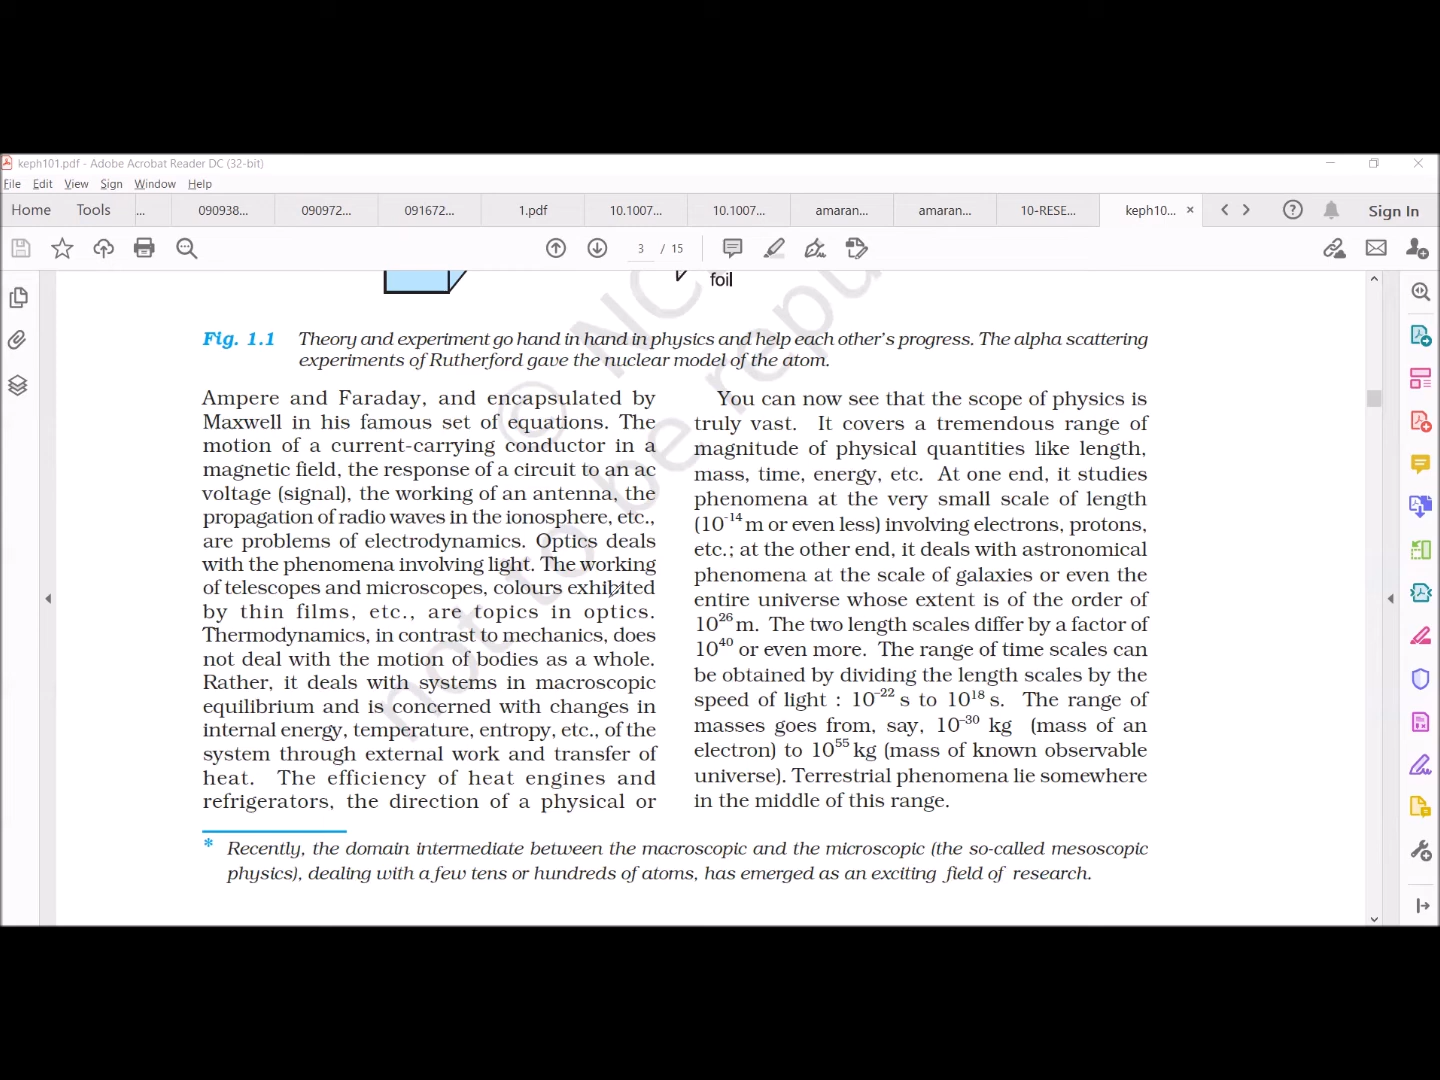 keph101.pdf - Adobe Acrobat Reader DC (32-bit)
File Edit View Sign Window Help
Home Tools ... 090938... 090972... 091672... 1.pdf 10.1007... 10.1007... amaran... amaran... 10-RESE... keph10... × Sign In
3 / 15
foil
Fig. 1.1 Theory and experiment go hand in hand in physics and help each other's progress. The alpha scattering
experiments of Rutherford gave the nuclear model of the atom.
Ampere and Faraday, and encapsulated by
Maxwell in his famous set of equations. The
motion of a current-carrying conductor in a
magnetic field, the response of a circuit to an ac
voltage (signal), the working of an antenna, the
propagation of radio waves in the ionosphere, etc.,
are problems of electrodynamics. Optics deals
with the phenomena involving light. The working
of telescopes and microscopes, colours exhibited
by thin films, etc., are topics in optics.
Thermodynamics, in contrast to mechanics, does
not deal with the motion of bodies as a whole.
Rather, it deals with systems in macroscopic
equilibrium and is concerned with changes in
internal energy, temperature, entropy, etc., of the
system through external work and transfer of
heat. The efficiency of heat engines and
refrigerators, the direction of a physical or
You can now see that the scope of physics is
truly vast. It covers a tremendous range of
magnitude of physical quantities like length,
mass, time, energy, etc. At one end, it studies
phenomena at the very small scale of length
(10⁻¹⁴ m or even less) involving electrons, protons,
etc.; at the other end, it deals with astronomical
phenomena at the scale of galaxies or even the
entire universe whose extent is of the order of
10²⁶ m. The two length scales differ by a factor of
10⁴⁰ or even more. The range of time scales can
be obtained by dividing the length scales by the
speed of light : 10⁻²² s to 10¹⁸ s. The range of
masses goes from, say, 10⁻³⁰ kg (mass of an
electron) to 10⁵⁵ kg (mass of known observable
universe). Terrestrial phenomena lie somewhere
in the middle of this range.
* Recently, the domain intermediate between the macroscopic and the microscopic (the so-called mesoscopic
physics), dealing with a few tens or hundreds of atoms, has emerged as an exciting field of research.
© NC
not to be repu